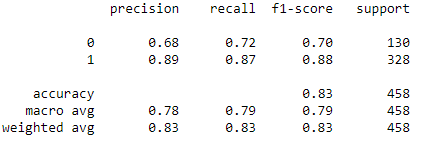 precision recall f1-score support
0 0.68 0.72 0.70 130
1 0.89 0.87 0.88 328
accuracy 0.83 458
macro avg 0.78 0.79 0.79 458
weighted avg 0.83 0.83 0.83 458